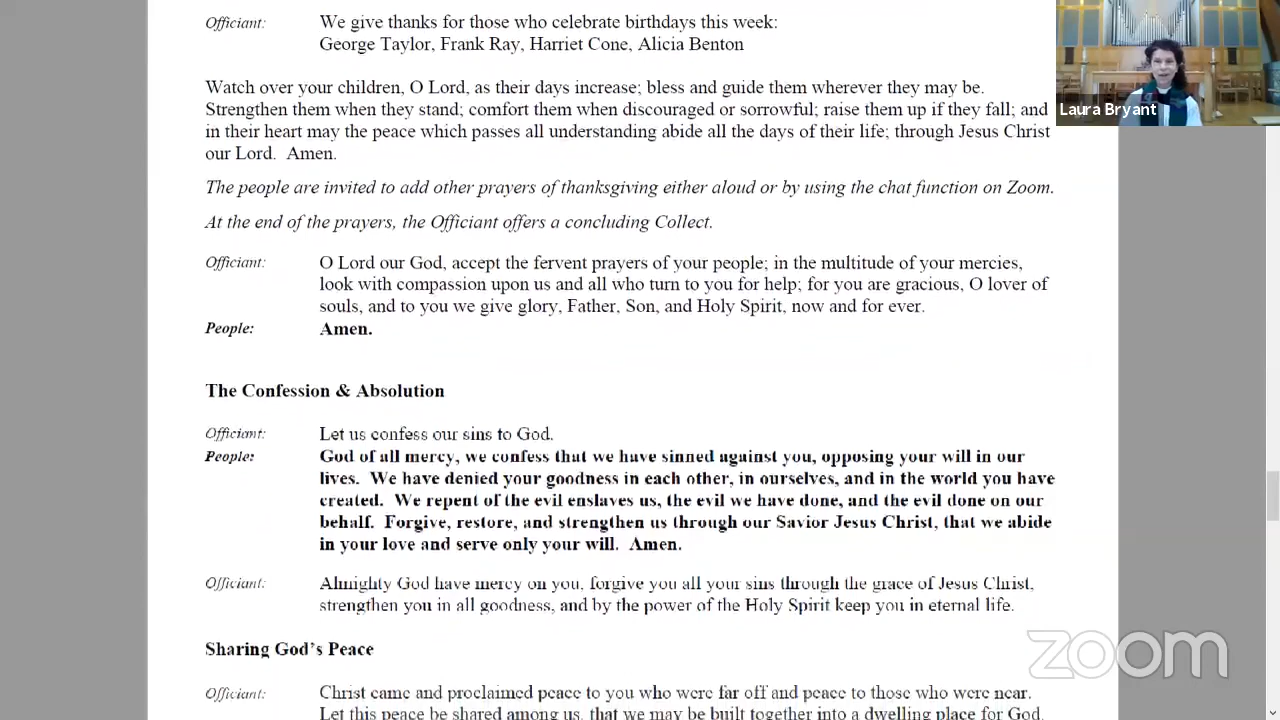 Officiant: We give thanks for those who celebrate birthdays this week:
George Taylor, Frank Ray, Harriet Cone, Alicia Benton
Watch over your children, O Lord, as their days increase; bless and guide them wherever they may be.
Strengthen them when they stand; comfort them when discouraged or sorrowful; raise them up if they fall; and
in their heart may the peace which passes all understanding abide all the days of their life; through Jesus Christ
our Lord. Amen.
The people are invited to add other prayers of thanksgiving either aloud or by using the chat function on Zoom.
At the end of the prayers, the Officiant offers a concluding Collect.
Officiant: O Lord our God, accept the fervent prayers of your people; in the multitude of your mercies,
look with compassion upon us and all who turn to you for help; for you are gracious, O lover of
souls, and to you we give glory, Father, Son, and Holy Spirit, now and for ever.
People: Amen.
The Confession & Absolution
Officiant: Let us confess our sins to God.
People: God of all mercy, we confess that we have sinned against you, opposing your will in our
lives. We have denied your goodness in each other, in ourselves, and in the world you have
created. We repent of the evil enslaves us, the evil we have done, and the evil done on our
behalf. Forgive, restore, and strengthen us through our Savior Jesus Christ, that we abide
in your love and serve only your will. Amen.
Officiant: Almighty God have mercy on you, forgive you all your sins through the grace of Jesus Christ,
strengthen you in all goodness, and by the power of the Holy Spirit keep you in eternal life.
Sharing God's Peace
Officiant: Christ came and proclaimed peace to you who were far off and peace to those who were near.
Let this peace be shared among us, that we may be built together into a dwelling place for God.
Laura Bryant
zoom